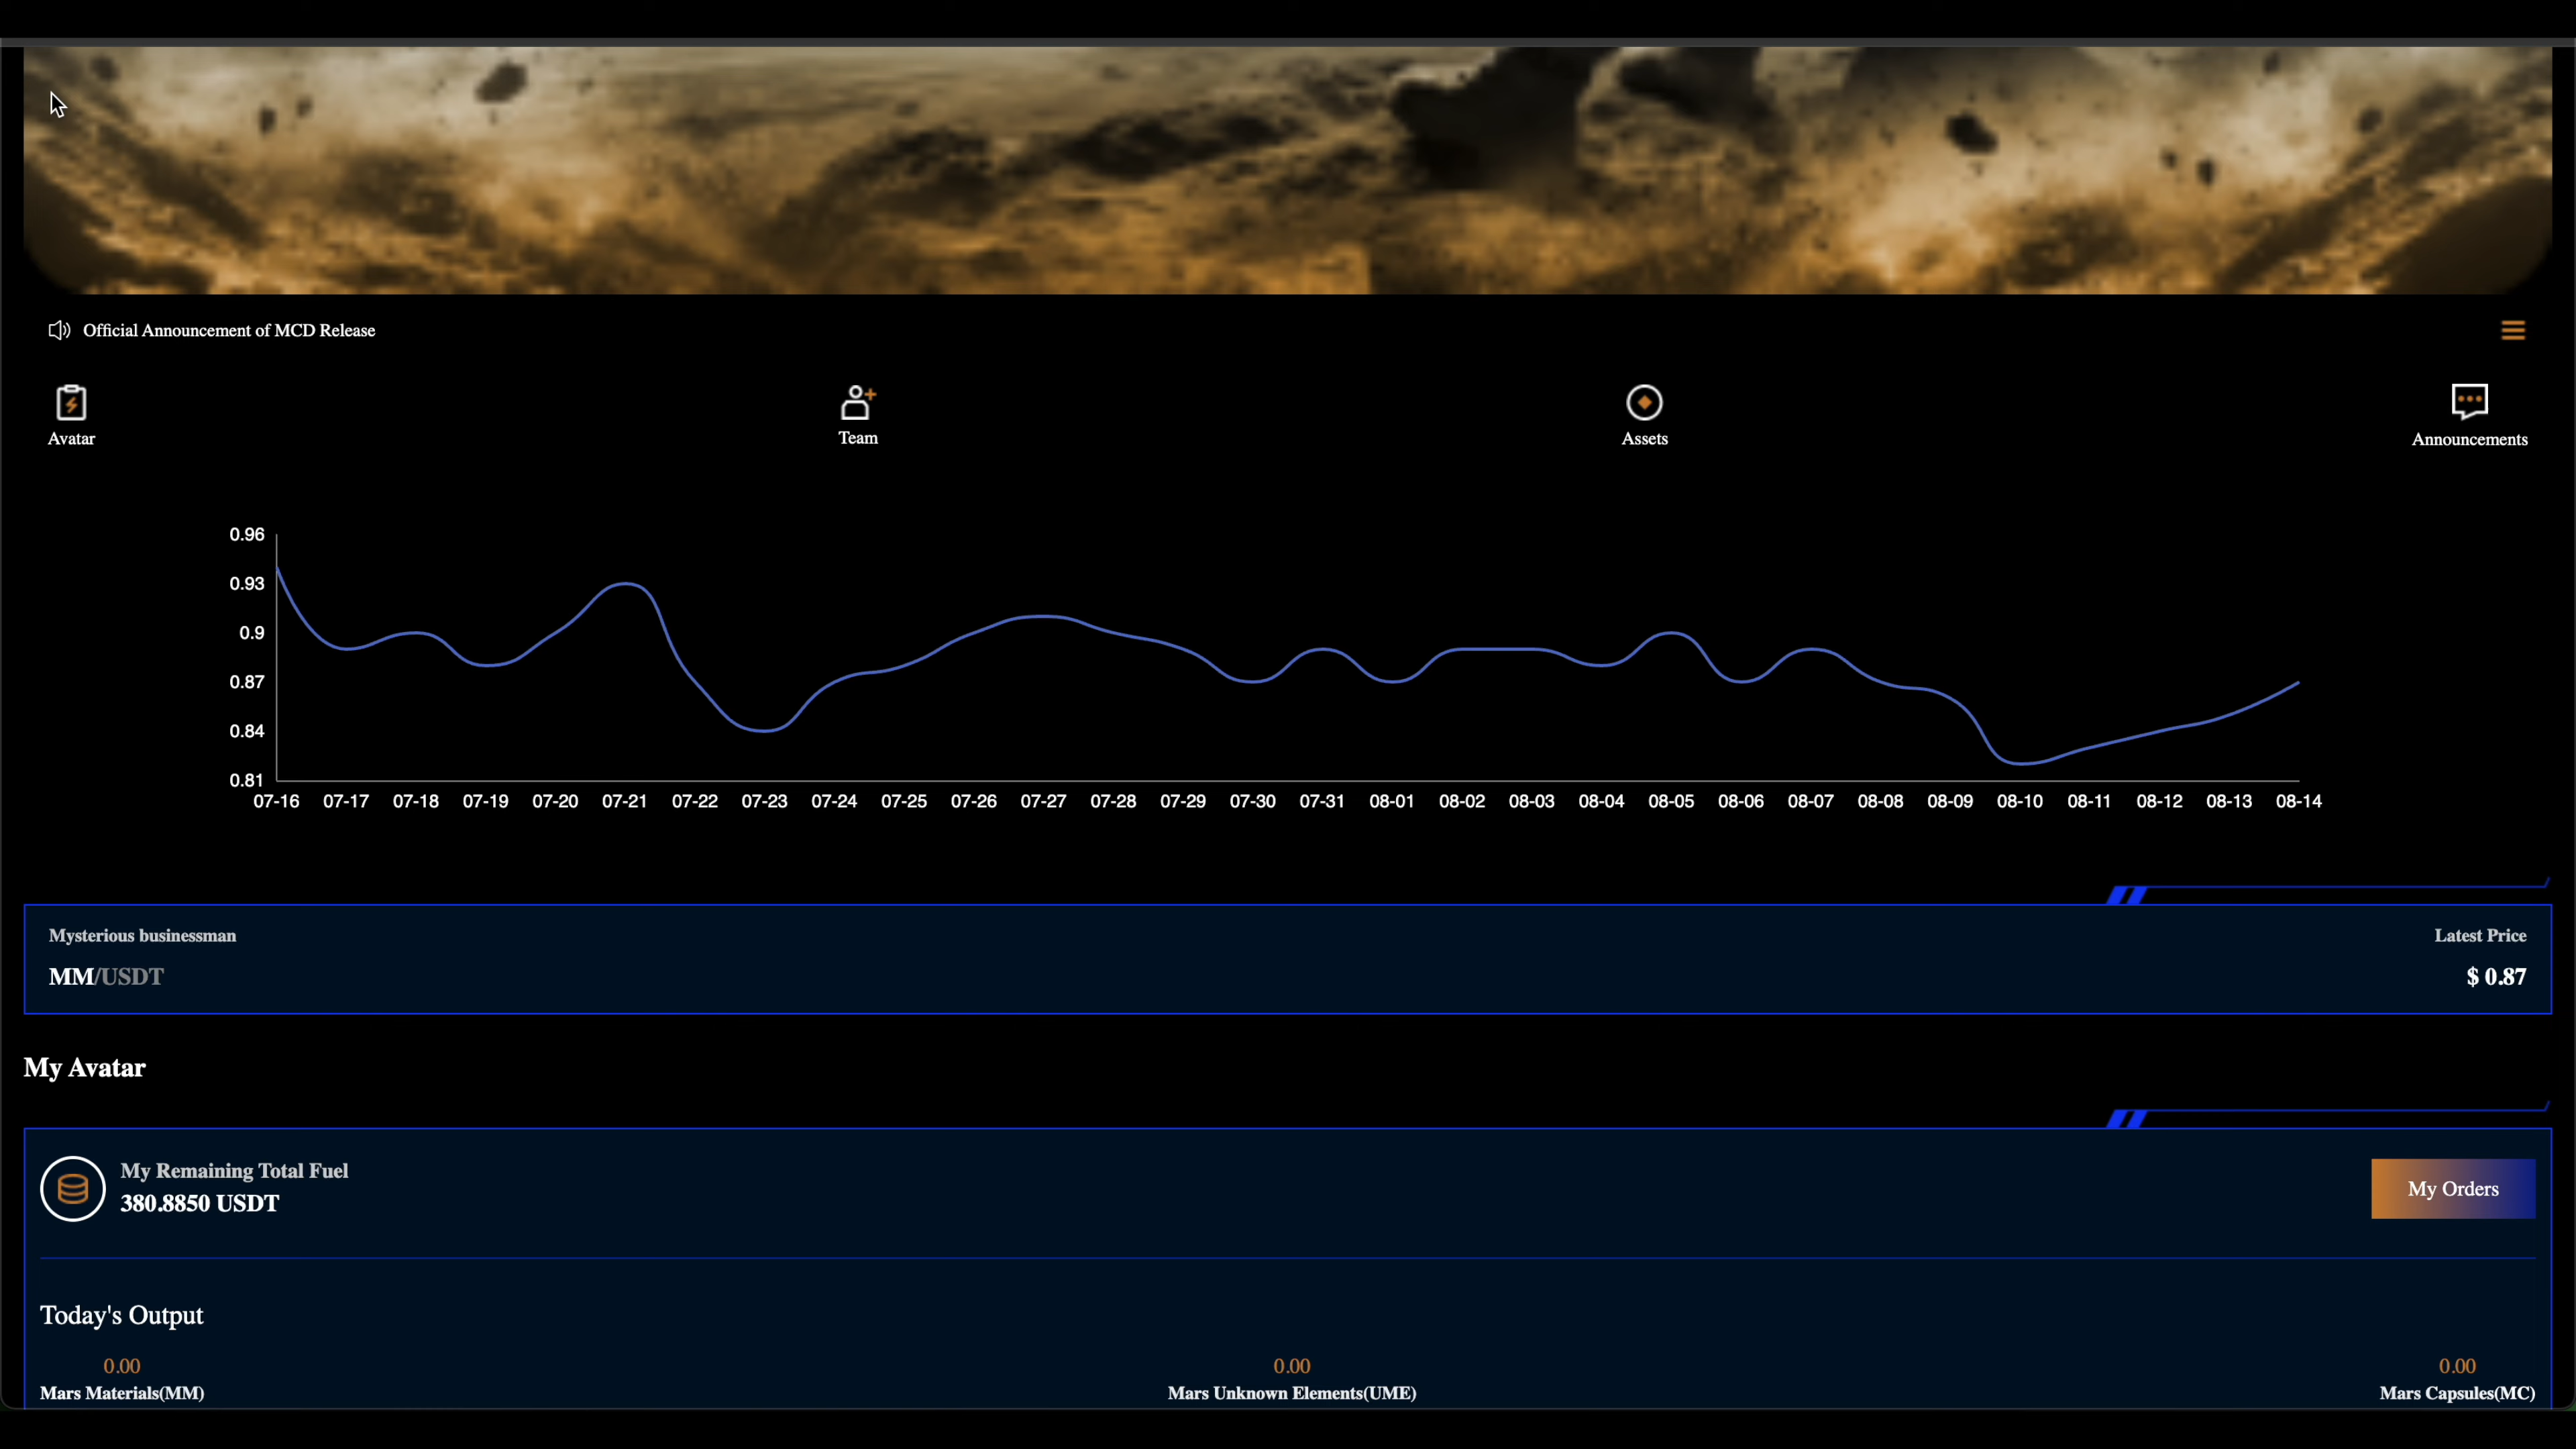 Official Announcement of MCD Release
Avatar
Team
Assets
Announcements
0.96
0.93
0.9
0.87
0.84
0.81
07-16 07-17 07-18 07-19 07-20 07-21 07-22 07-23 07-24 07-25 07-26 07-27 07-28 07-29 07-30 07-31 08-01 08-02 08-03 08-04 08-05 08-06 08-07 08-08 08-09 08-10 08-11 08-12 08-13 08-14
Mysterious businessman
Latest Price
MM/USDT
$ 0.87
My Avatar
My Remaining Total Fuel
380.8850 USDT
My Orders
Today's Output
0.00
Mars Materials(MM)
0.00
Mars Unknown Elements(UME)
0.00
Mars Capsules(MC)